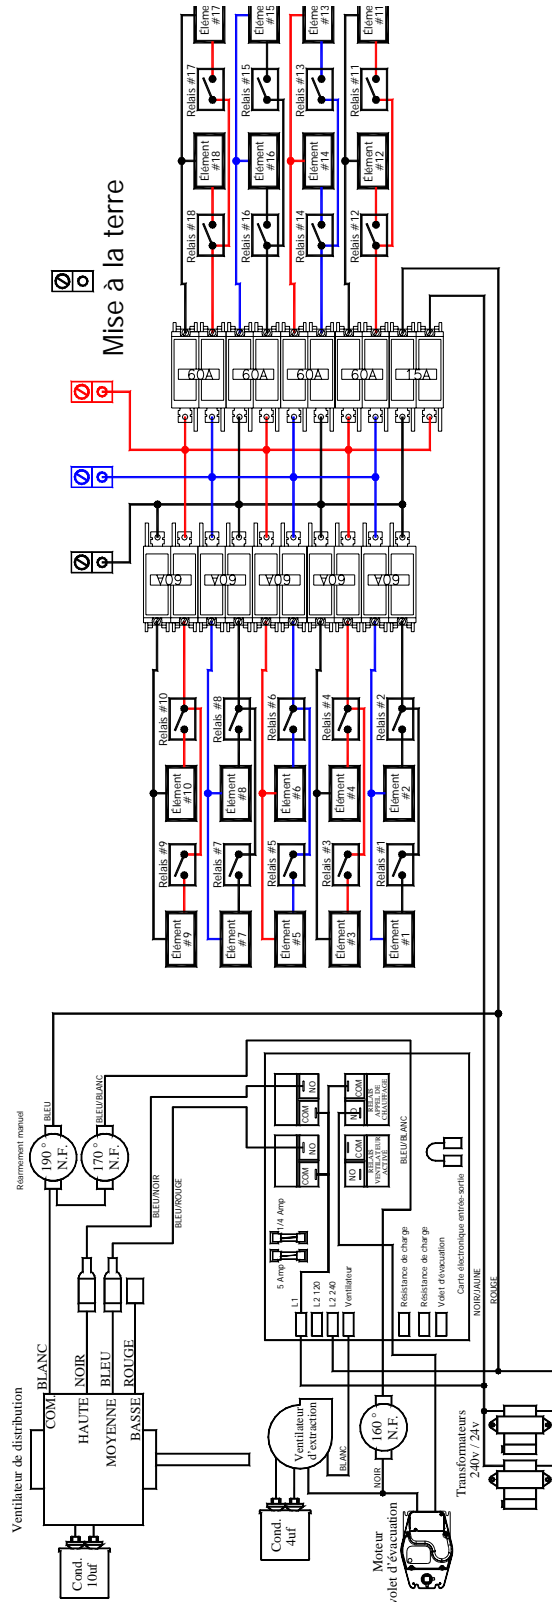 Élément
#17
Élément
#15
Élément
#13
Élément
#11
Relais #17
Relais #15
Relais #13
Relais #11
Élément
#18
Élément
#16
Élément
#14
Élément
#12
Relais #18
Relais #16
Relais #14
Relais #12
Mise à la terre
60A
60A
60A
60A
15A
60A
60A
60A
60A
60A
Relais #10
Relais #8
Relais #6
Relais #4
Relais #2
Élément
#10
Élément
#8
Élément
#6
Élément
#4
Élément
#2
Relais #9
Relais #7
Relais #5
Relais #3
Relais #1
Élément
#9
Élément
#7
Élément
#5
Élément
#3
Élément
#1
Réarmement manuel
BLEU
190 °
N.F.
BLEU/BLANC
170 °
N.F.
BLEU/NOIR
BLEU/ROUGE
BLEU/BLANC
COM
NO
COM
NO
NO
COM
RELAIS
APPEL DE
CHAUFFAGE
NO
COM
RELAIS
VENTILATEUR
ACTIVÉ
5 Amp
1/4 Amp
L1
L2 120
L2 240
Ventilateur
Résistance de charge
Résistance de charge
Volet d'évacuation
Carte électronique entrée-sortie
NOIR/JAUNE
ROUGE
Ventilateur de distribution
COM.
BLANC
HAUTE
NOIR
MOYENNE
BLEU
BASSE
ROUGE
Cond.
10uf
Ventilateur
d'extraction
BLANC
Cond.
4uf
160 °
N.F.
NOIR
Moteur
volet d'évacuation
Transformateurs
240v / 24v